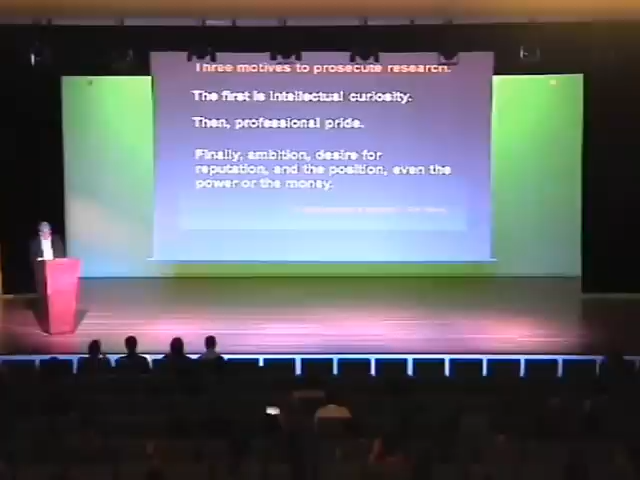 Three motives to prosecute research.
The first is intellectual curiosity.
Then, professional pride.
Finally, ambition, desire for
reputation, and the position, even the
power or the money.